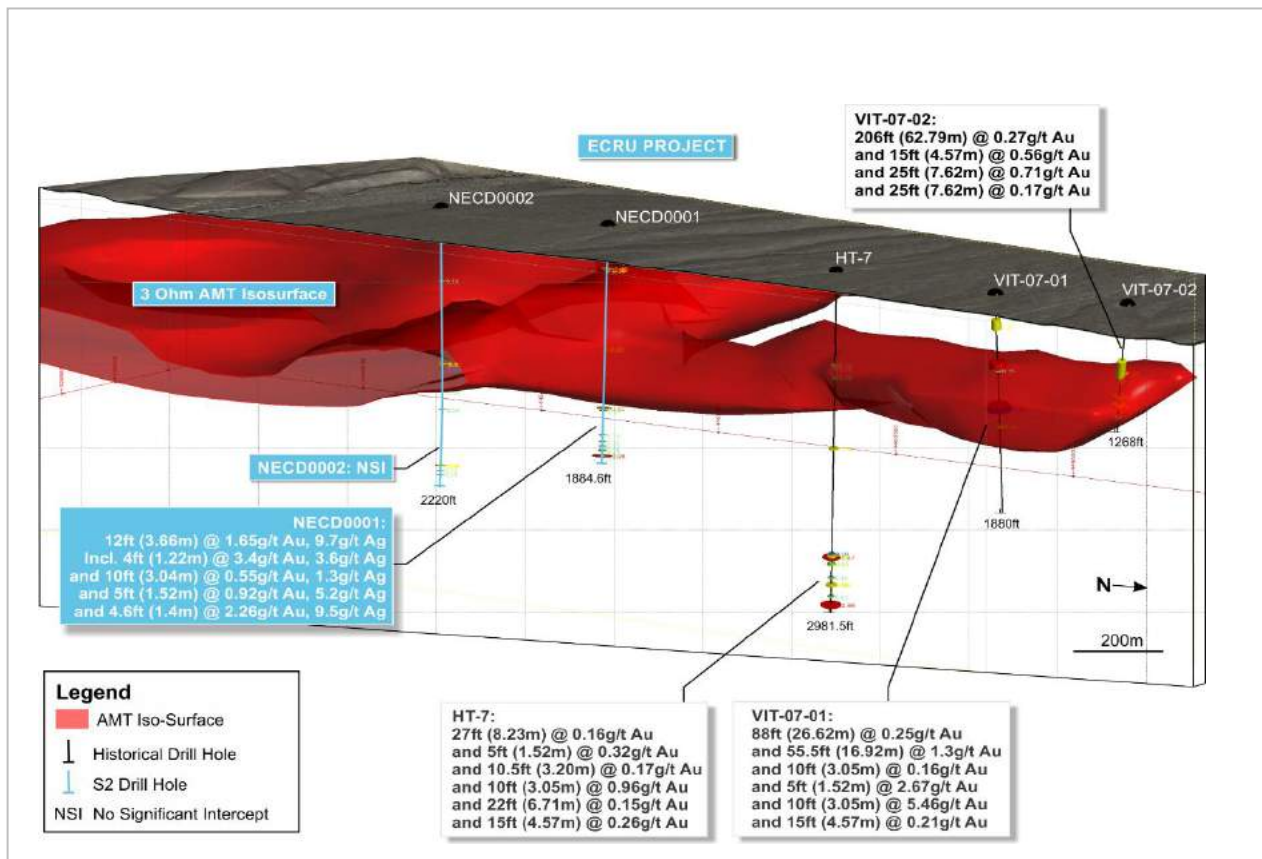 ECRU PROJECT
VIT-07-02:
206ft (62.79m) @ 0.27g/t Au
and 15ft (4.57m) @ 0.56g/t Au
and 25ft (7.62m) @ 0.71g/t Au
and 25ft (7.62m) @ 0.17g/t Au
NECD0002
NECD0001
HT-7
VIT-07-01
VIT-07-02
3 Ohm AMT Isosurface
1268ft
NECD0002: NSI
2220ft
1884.6ft
1880ft
NECD0001:
12ft (3.66m) @ 1.65g/t Au, 9.7g/t Ag
Incl. 4ft (1.22m) @ 3.4g/t Au, 3.6g/t Ag
and 10ft (3.04m) @ 0.55g/t Au, 1.3g/t Ag
and 5ft (1.52m) @ 0.92g/t Au, 5.2g/t Ag
and 4.6ft (1.4m) @ 2.26g/t Au, 9.5g/t Ag
2981.5ft
N
200m
Legend
AMT Iso-Surface
Historical Drill Hole
S2 Drill Hole
NSI No Significant Intercept
HT-7:
27ft (8.23m) @ 0.16g/t Au
and 5ft (1.52m) @ 0.32g/t Au
and 10.5ft (3.20m) @ 0.17g/t Au
and 10ft (3.05m) @ 0.96g/t Au
and 22ft (6.71m) @ 0.15g/t Au
and 15ft (4.57m) @ 0.26g/t Au
VIT-07-01:
88ft (26.62m) @ 0.25g/t Au
and 55.5ft (16.92m) @ 1.3g/t Au
and 10ft (3.05m) @ 0.16g/t Au
and 5ft (1.52m) @ 2.67g/t Au
and 10ft (3.05m) @ 5.46g/t Au
and 15ft (4.57m) @ 0.21g/t Au